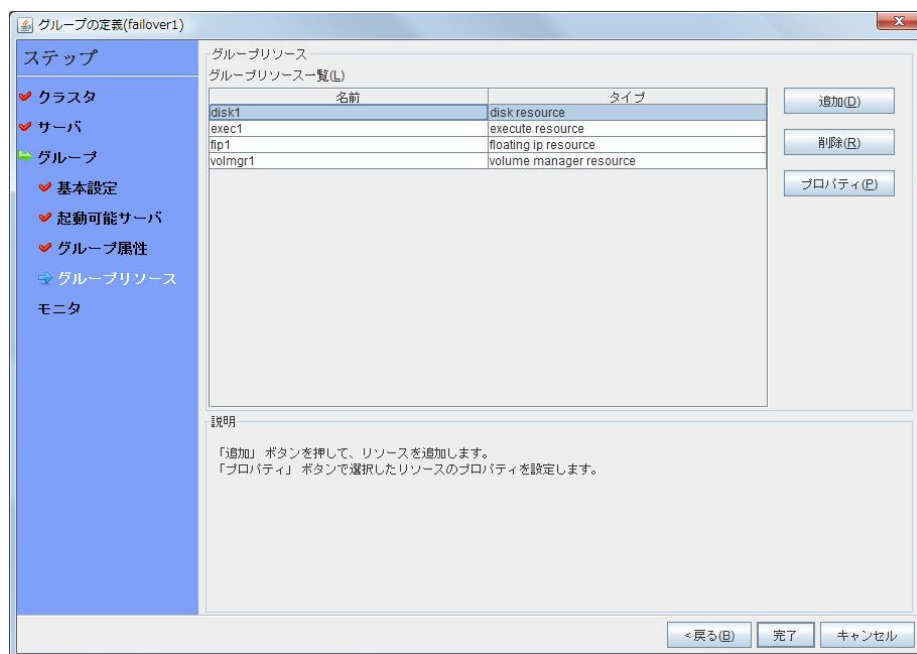 グループの定義(failover1)
ステップ
クラスタ
サーバ
グループ
基本設定
起動可能サーバ
グループ属性
グループリソース
モニタ
グループリソース
グループリソース一覧(L)
名前 タイプ
disk1 disk resource
exec1 execute resource
fip1 floating ip resource
volmgr1 volume manager resource
追加(D)
削除(R)
プロパティ(P)
説明
「追加」 ボタンを押して、リソースを追加します。
「プロパティ」 ボタンで選択したリソースのプロパティを設定します。
<戻る(B) 完了 キャンセル